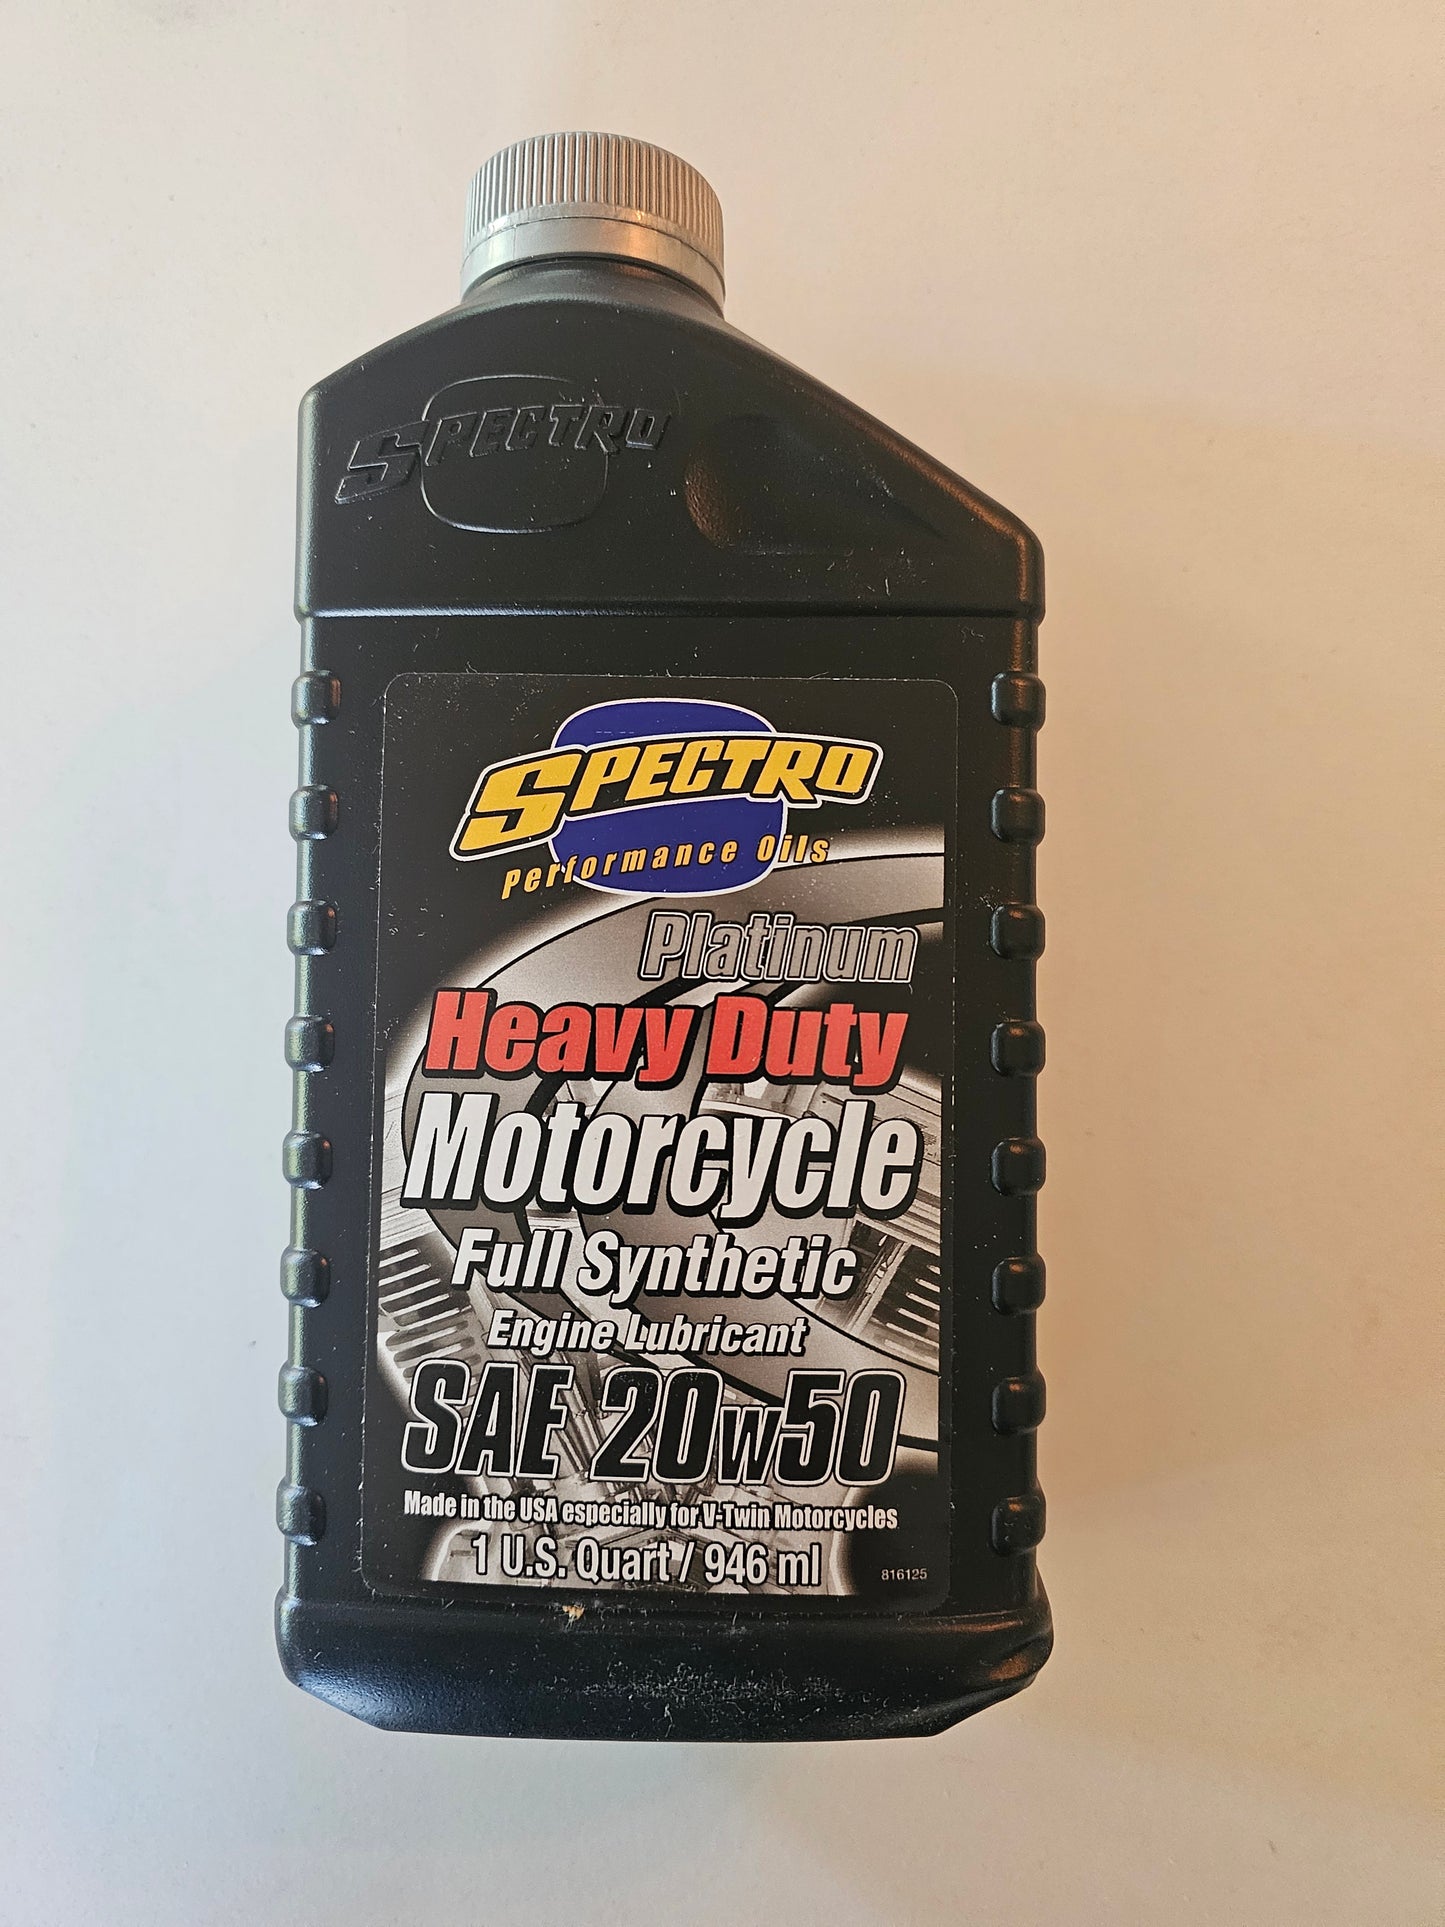 SPECTRO
SPECTRO
Performance Oils
Platinum
Heavy Duty
Motorcycle
Full Synthetic
Engine Lubricant
SAE 20w50
Made in the USA especially for V-Twin Motorcycles
1 U.S. Quart / 946 ml
816125